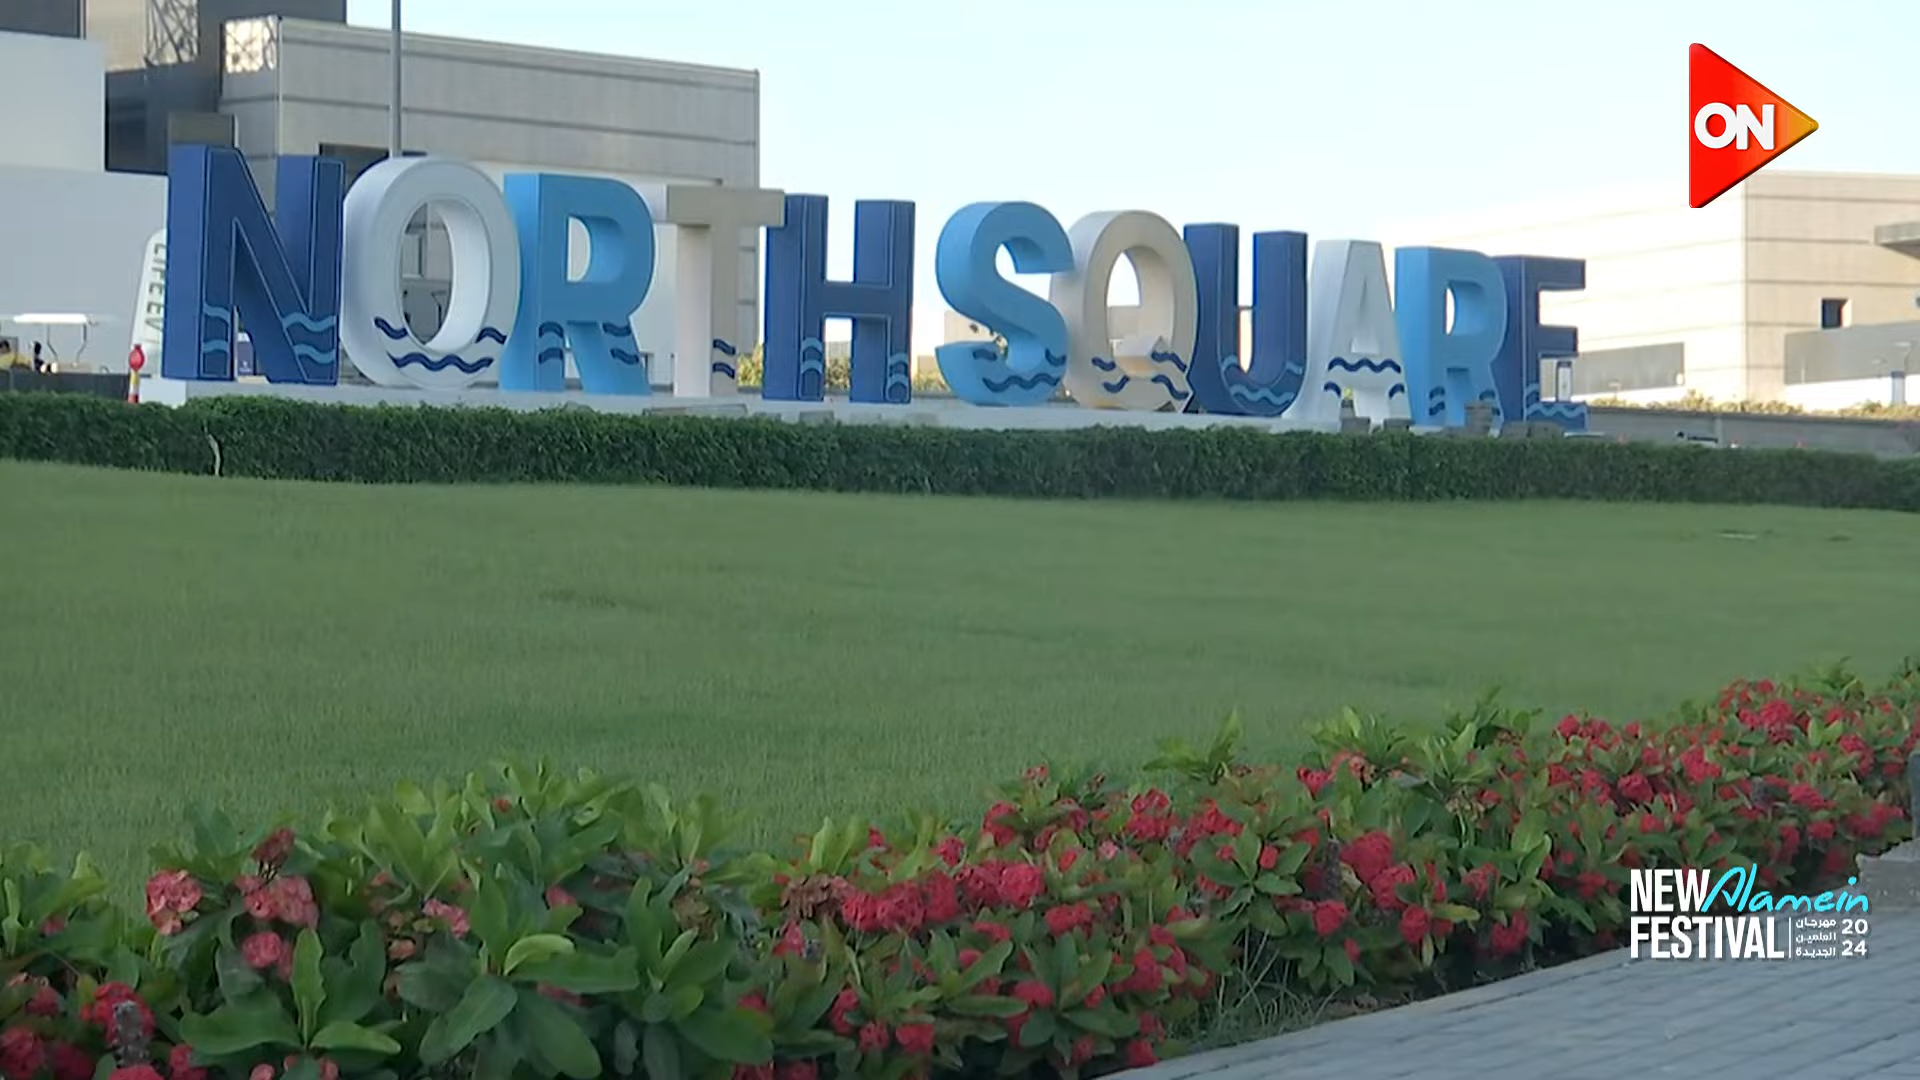 ON
NORTH SQUARE
NEW Alamein
FESTIVAL
مهرجان
العلمين
الجديدة
20
24